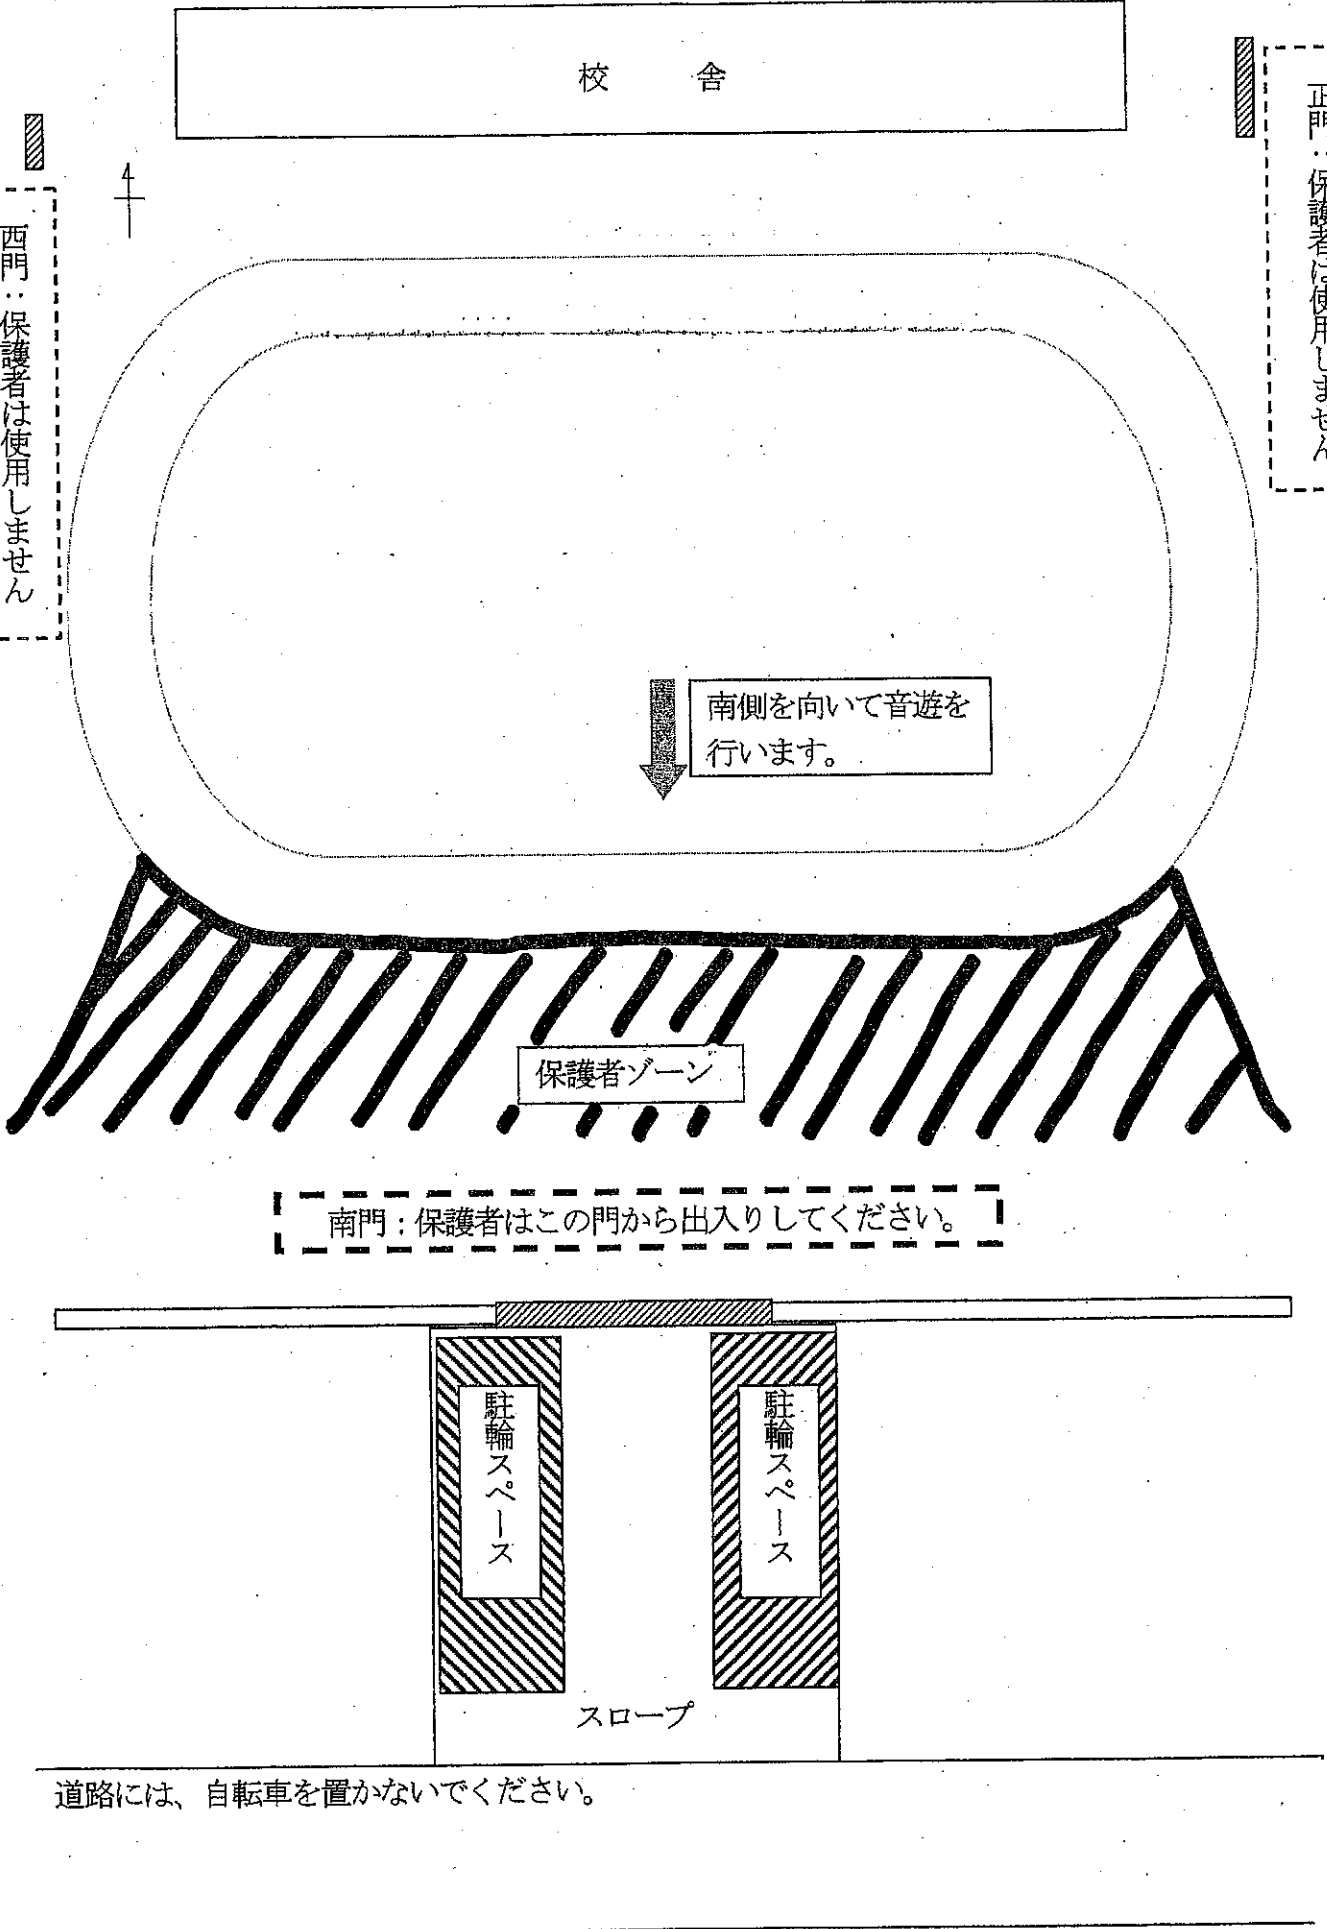 校　舎
正門：保護者は使用しません
西門：保護者は使用しません
南側を向いて音遊を
行います。
保護者ゾーン
南門：保護者はこの門から出入りしてください。
駐輪スペース
駐輪スペース
スロープ
道路には、自転車を置かないでください。